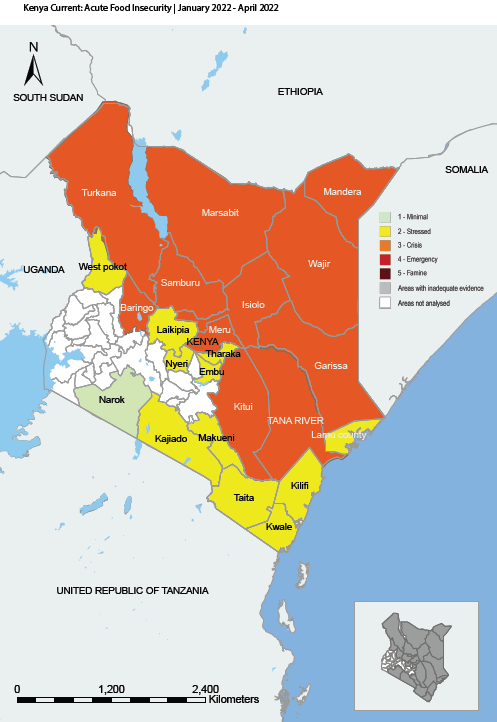 Kenya Current: Acute Food Insecurity | January 2022 - April 2022
N
SOUTH SUDAN
ETHIOPIA
SOMALIA
UGANDA
Turkana
Marsabit
Mandera
Wajir
West pokot
Samburu
Isiolo
Baringo
Laikipia
Meru
KENYA
Tharaka
Nyeri
Embu
Garissa
Narok
Kitui
TANA RIVER
Lamu county
Kajiado
Makueni
Taita
Kilifi
Kwale
UNITED REPUBLIC OF TANZANIA
1 - Minimal
2 - Stressed
3 - Crisis
4 - Emergency
5 - Famine
Areas with inadequate evidence
Areas not analysed
0 1,200 2,400
Kilometers